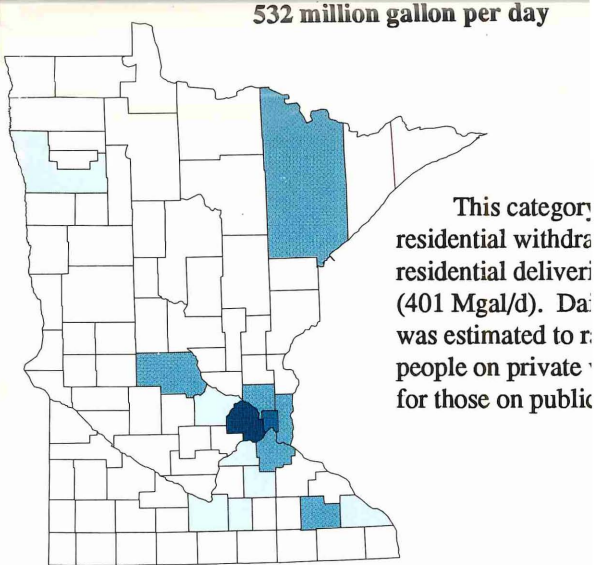 532 million gallon per day
This category
residential withdra
residential deliveri
(401 Mgal/d). Dai
was estimated to r
people on private
for those on public